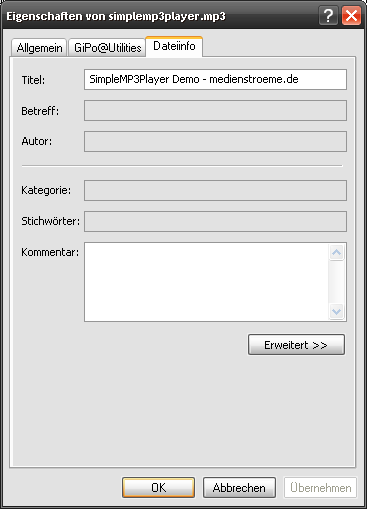 Eigenschaften von simplemp3player.mp3
Allgemein GiPo@Utilities Dateiinfo
Titel: SimpleMP3Player Demo - medienstroeme.de
Betreff:
Autor:
Kategorie:
Stichwörter:
Kommentar:
Erweitert >>
OK Abbrechen Übernehmen